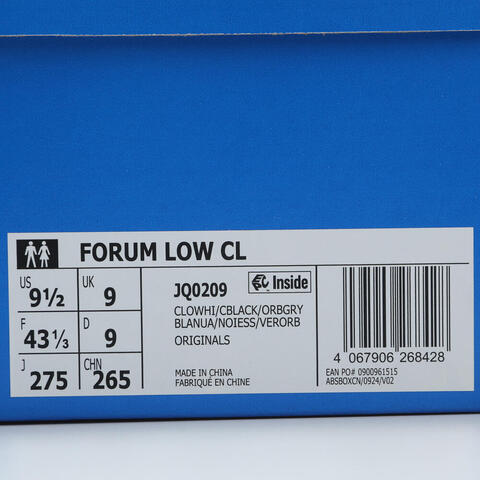 FORUM LOW CL
US 9½ UK 9
F 43⅓ D 9
J 275 CHN 265
JQ0209 Inside
CLOWHI/CBLACK/ORBGRY
BLANUA/NOIESS/VERORB
ORIGINALS
MADE IN CHINA
FABRIQUÉ EN CHINE
4 067906 268428
EAN PO# 0900961515
ABSBOXCN/0924/V02